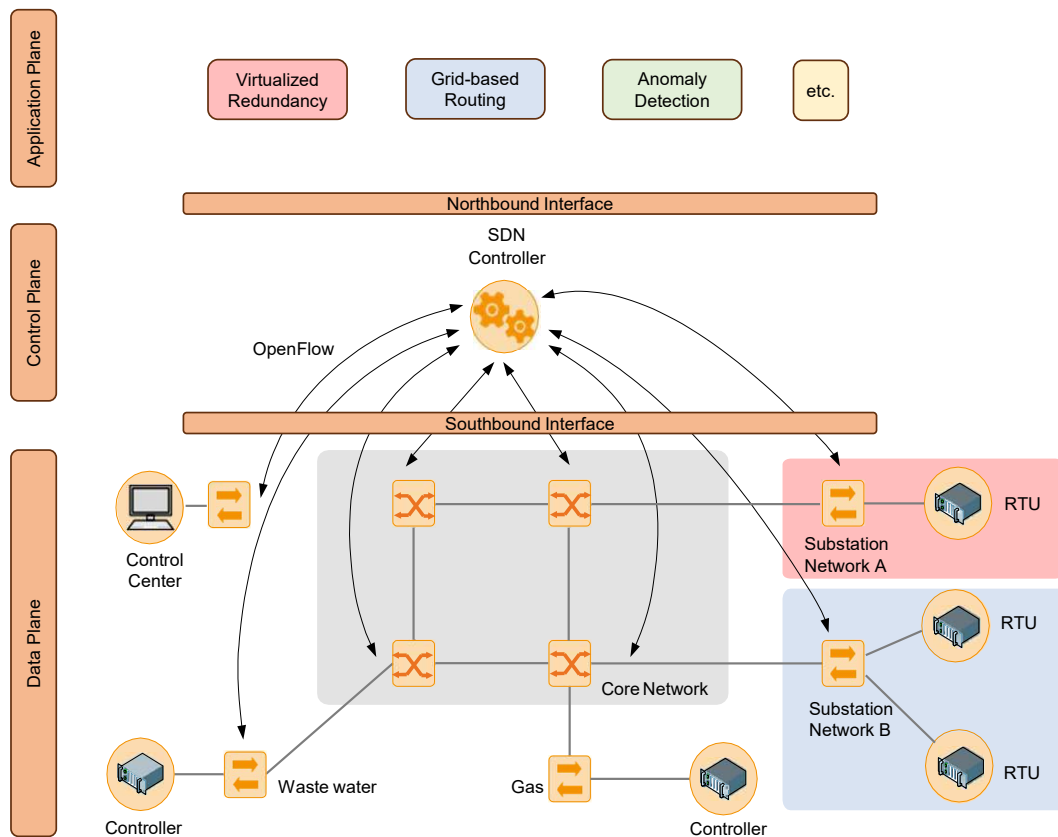 Application Plane
Virtualized
Redundancy
Grid-based
Routing
Anomaly
Detection
etc.
Northbound Interface
Control Plane
SDN
Controller
OpenFlow
Southbound Interface
Data Plane
Control
Center
RTU
Substation
Network A
RTU
Core Network
Substation
Network B
RTU
Waste water
Gas
Controller
Controller